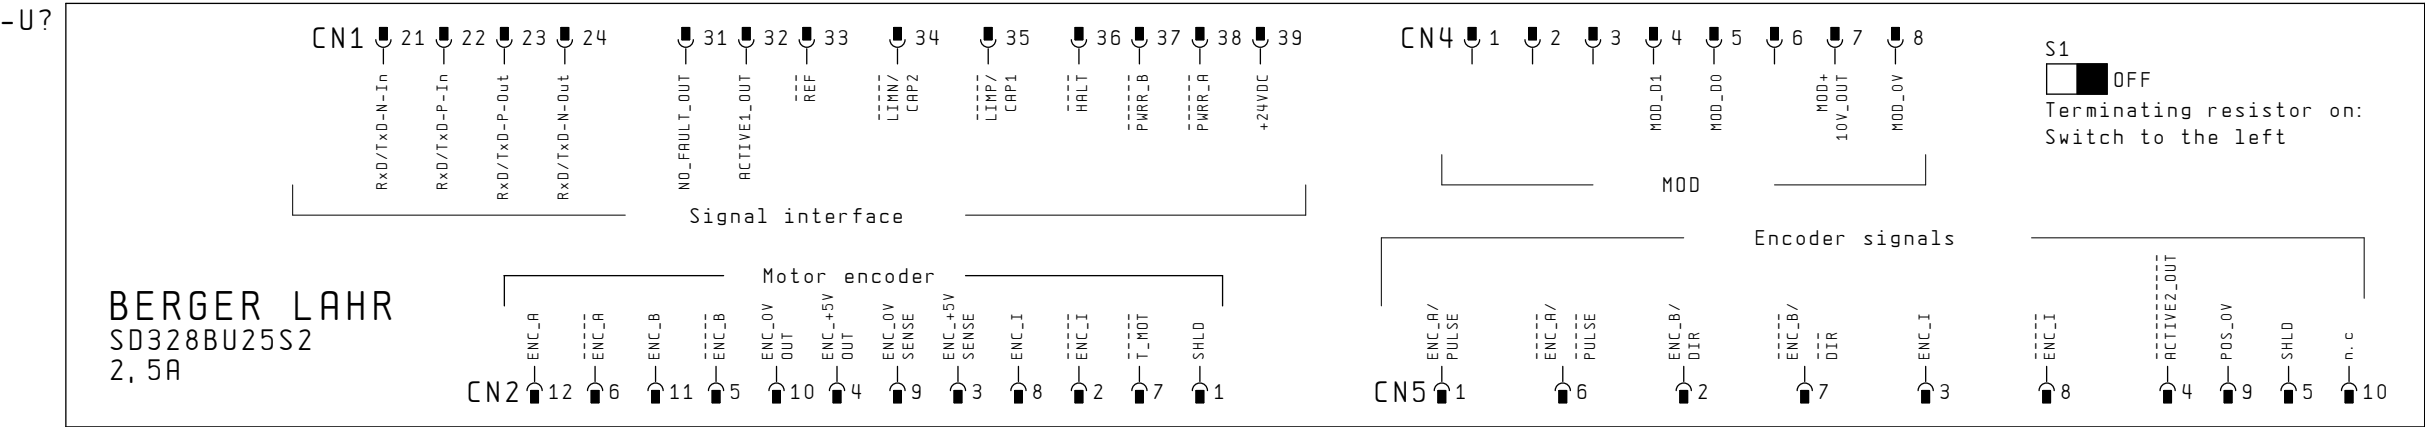 -U?
CN1 21 22 23 24 31 32 33 34 35 36 37 38 39
RxD/TxD-N-In
RxD/TxD-P-In
RxD/TxD-P-Out
RxD/TxD-N-Out
NO_FAULT_OUT
ACTIVE1_OUT
REF
LIMN/
CAP2
LIMP/
CAP1
HALT
PWRR_B
PWRR_A
+24VDC
Signal interface
CN4 1 2 3 4 5 6 7 8
MOD_D1
MOD_D0
MOD+
10V_OUT
MOD_0V
MOD
S1
OFF
Terminating resistor on:
Switch to the left
BERGER LAHR
SD328BU25S2
2,5A
Motor encoder
ENC_A
ENC_A
ENC_B
ENC_B
ENC_0V
OUT
ENC_+5V
OUT
ENC_0V
SENSE
ENC_+5V
SENSE
ENC_I
ENC_I
T_MOT
SHLD
CN2 12 6 11 5 10 4 9 3 8 2 7 1
Encoder signals
ENC_A/
PULSE
ENC_A/
PULSE
ENC_B/
DIR
ENC_B/
DIR
ENC_I
ENC_I
ACTIVE2_OUT
POS_0V
SHLD
n.c
CN5 1 6 2 7 3 8 4 9 5 10